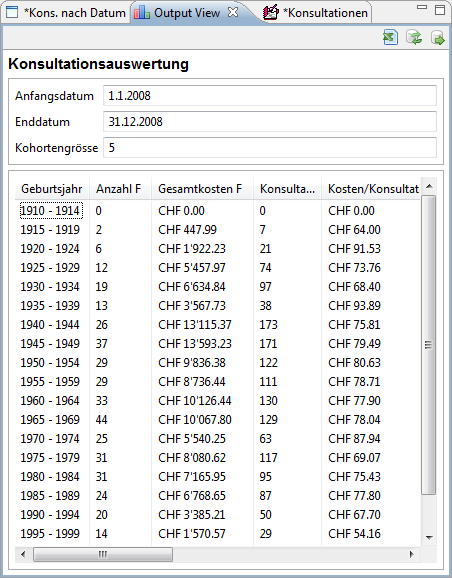 *Kons. nach Datum Output View *Konsultationen
Konsultationsauswertung
Anfangsdatum 1.1.2008
Enddatum 31.12.2008
Kohortengrösse 5
Geburtsjahr Anzahl F Gesamtkosten F Konsulta... Kosten/Konsultat
1910 - 1914 0 CHF 0.00 0 CHF 0.00
1915 - 1919 2 CHF 447.99 7 CHF 64.00
1920 - 1924 6 CHF 1'922.23 21 CHF 91.53
1925 - 1929 12 CHF 5'457.97 74 CHF 73.76
1930 - 1934 19 CHF 6'634.84 97 CHF 68.40
1935 - 1939 13 CHF 3'567.73 38 CHF 93.89
1940 - 1944 26 CHF 13'115.37 173 CHF 75.81
1945 - 1949 37 CHF 13'593.23 171 CHF 79.49
1950 - 1954 29 CHF 9'836.38 122 CHF 80.63
1955 - 1959 29 CHF 8'736.44 111 CHF 78.71
1960 - 1964 33 CHF 10'126.44 130 CHF 77.90
1965 - 1969 44 CHF 10'067.80 129 CHF 78.04
1970 - 1974 25 CHF 5'540.25 63 CHF 87.94
1975 - 1979 31 CHF 8'080.62 117 CHF 69.07
1980 - 1984 31 CHF 7'165.95 95 CHF 75.43
1985 - 1989 24 CHF 6'768.65 87 CHF 77.80
1990 - 1994 20 CHF 3'385.21 50 CHF 67.70
1995 - 1999 14 CHF 1'570.57 29 CHF 54.16